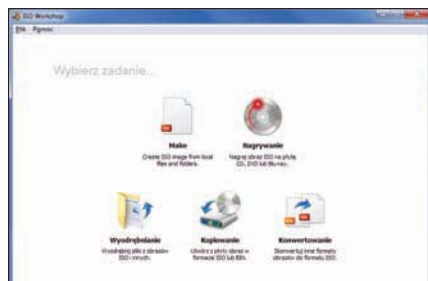 ISO Workshop
Plik Pomoc
Wybierz zadanie...
Make
Create ISO image from local
files and folders.
Nagrywanie
Nagraj obraz ISO na płytę
CD, DVD lub Blu-ray.
Wyodrębnianie
Wyodrębnij pliki z obrazów
ISO i innych.
Kopiowanie
Utwórz z płyty obraz w
formacie ISO lub BIN.
Konwertowanie
Skonwertuj inne formaty
obrazów do formatu ISO.